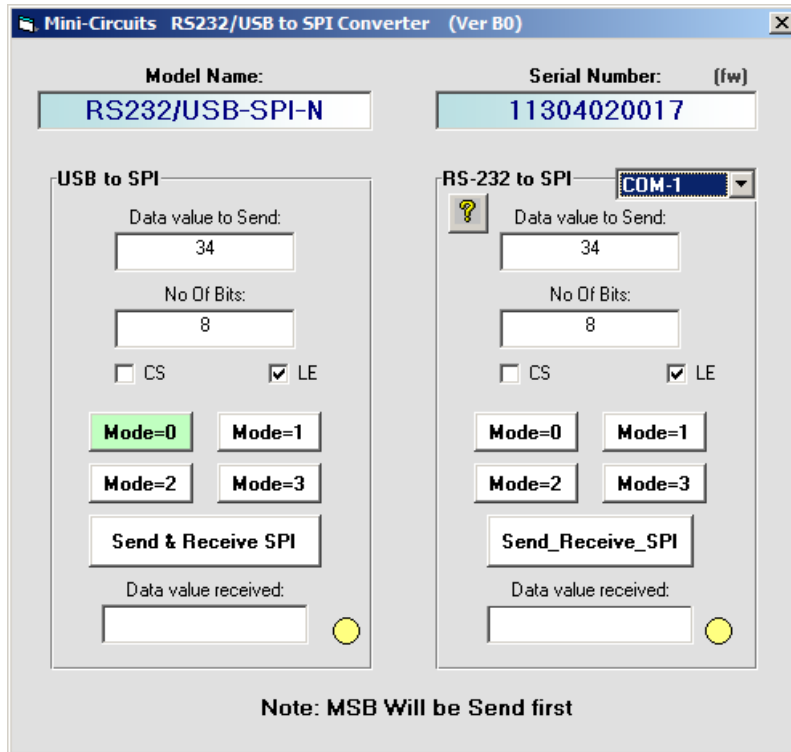 Mini-Circuits RS232/USB to SPI Converter (Ver B0)
Model Name:
RS232/USB-SPI-N
Serial Number: (fw)
11304020017
USB to SPI
Data value to Send:
34
No Of Bits:
8
CS LE
Mode=0 Mode=1
Mode=2 Mode=3
Send & Receive SPI
Data value received:
RS-232 to SPI COM-1
?
Data value to Send:
34
No Of Bits:
8
CS LE
Mode=0 Mode=1
Mode=2 Mode=3
Send_Receive_SPI
Data value received:
Note: MSB Will be Send first